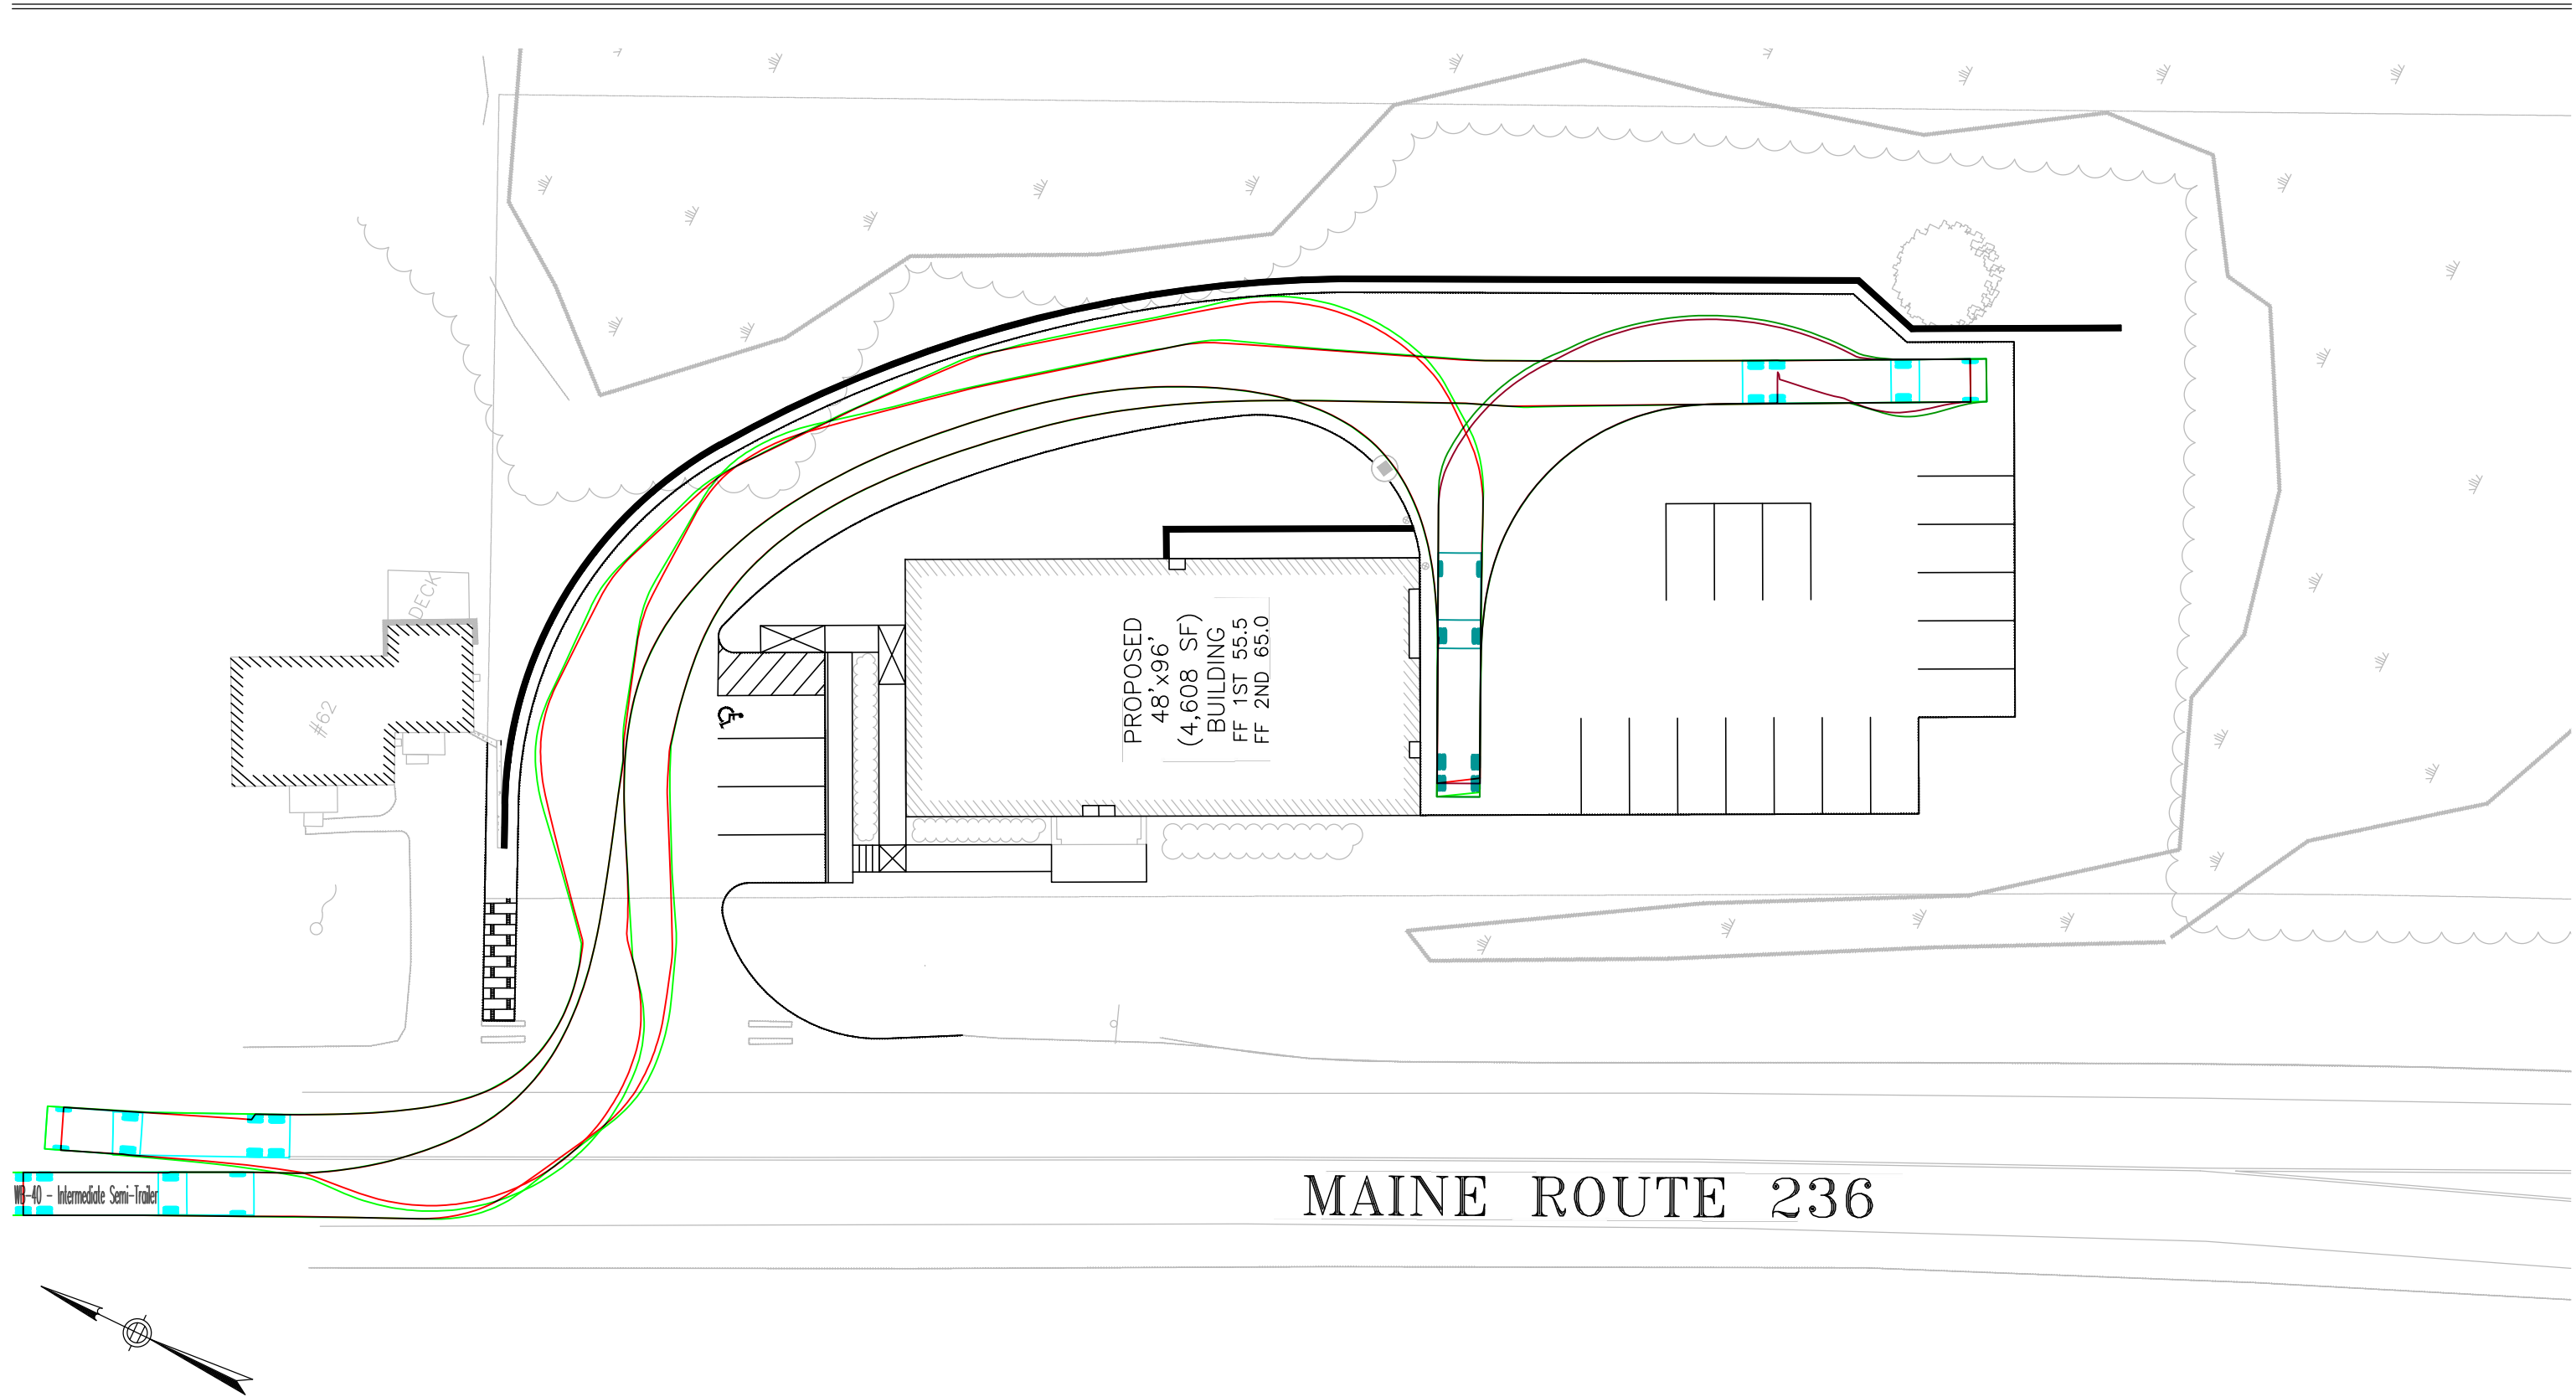 DECK
#62
PROPOSED
48'x96'
(4,608 SF)
BUILDING
FF 1ST 55.5
FF 2ND 65.0
WB-40 - Intermediate Semi-Trailer
MAINE ROUTE 236